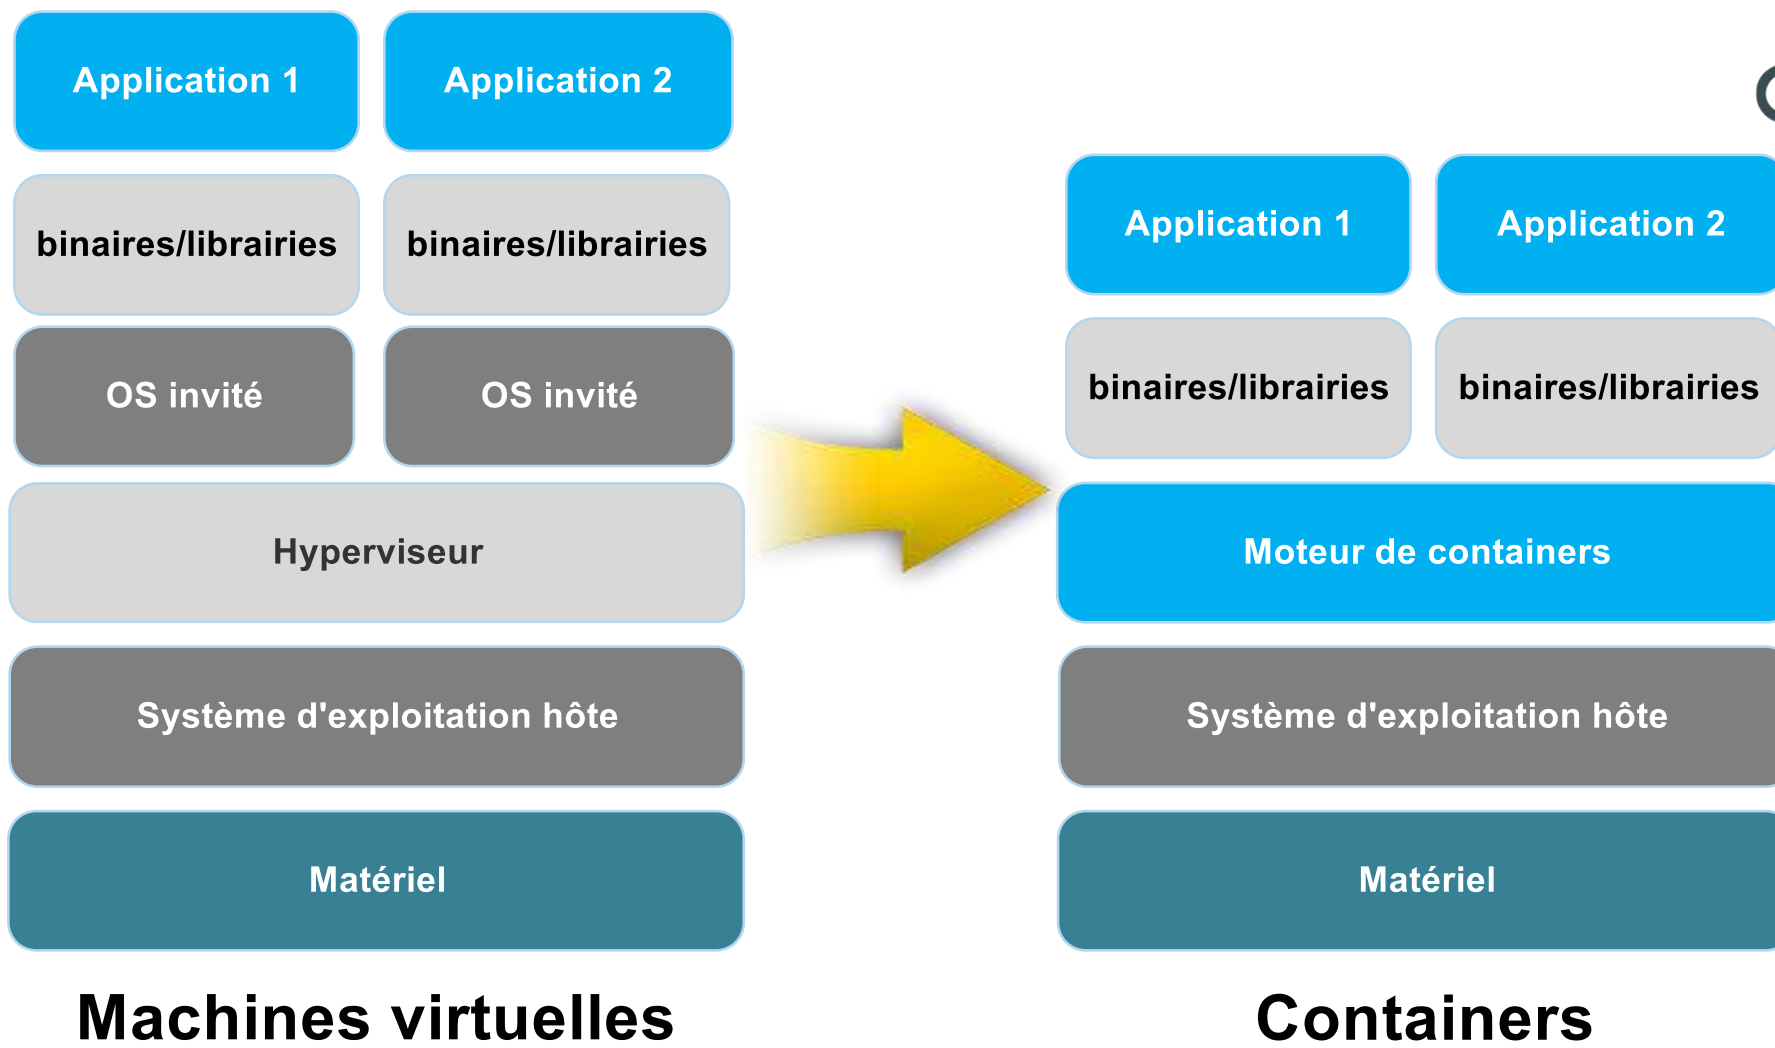 Application 1
Application 2
binaires/librairies
binaires/librairies
OS invité
OS invité
Hyperviseur
Système d'exploitation hôte
Matériel
Machines virtuelles
Application 1
Application 2
binaires/librairies
binaires/librairies
Moteur de containers
Système d'exploitation hôte
Matériel
Containers